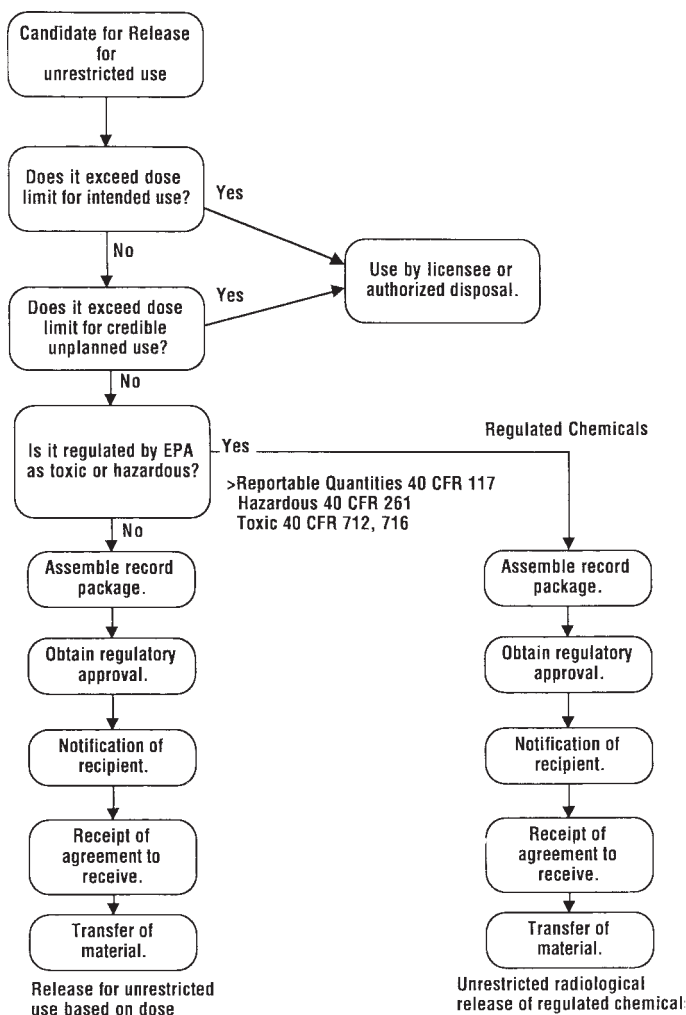 Candidate for Release
for
unrestricted use
Does it exceed dose
limit for intended use?
Yes
No
Use by licensee or
authorized disposal.
Does it exceed dose
limit for credible
unplanned use?
Yes
No
Is it regulated by EPA
as toxic or hazardous?
Yes
Regulated Chemicals
>Reportable Quantities 40 CFR 117
Hazardous 40 CFR 261
Toxic 40 CFR 712, 716
No
Assemble record
package.
Obtain regulatory
approval.
Notification of
recipient.
Receipt of
agreement to
receive.
Transfer of
material.
Release for unrestricted
use based on dose
Assemble record
package.
Obtain regulatory
approval.
Notification of
recipient.
Receipt of
agreement to
receive.
Transfer of
material.
Unrestricted radiological
release of regulated chemical